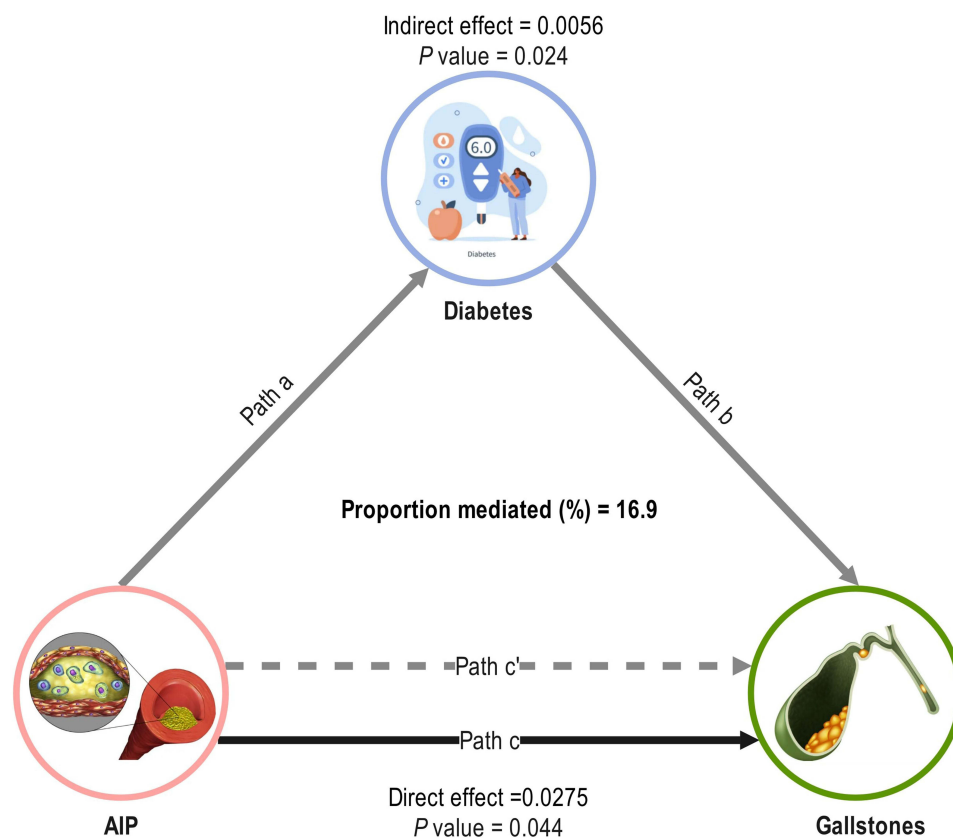 Indirect effect = 0.0056
P value = 0.024
6.0
Diabetes
Diabetes
Path a
Path b
Proportion mediated (%) = 16.9
Path c'
Path c
Direct effect =0.0275
P value = 0.044
AIP
Gallstones